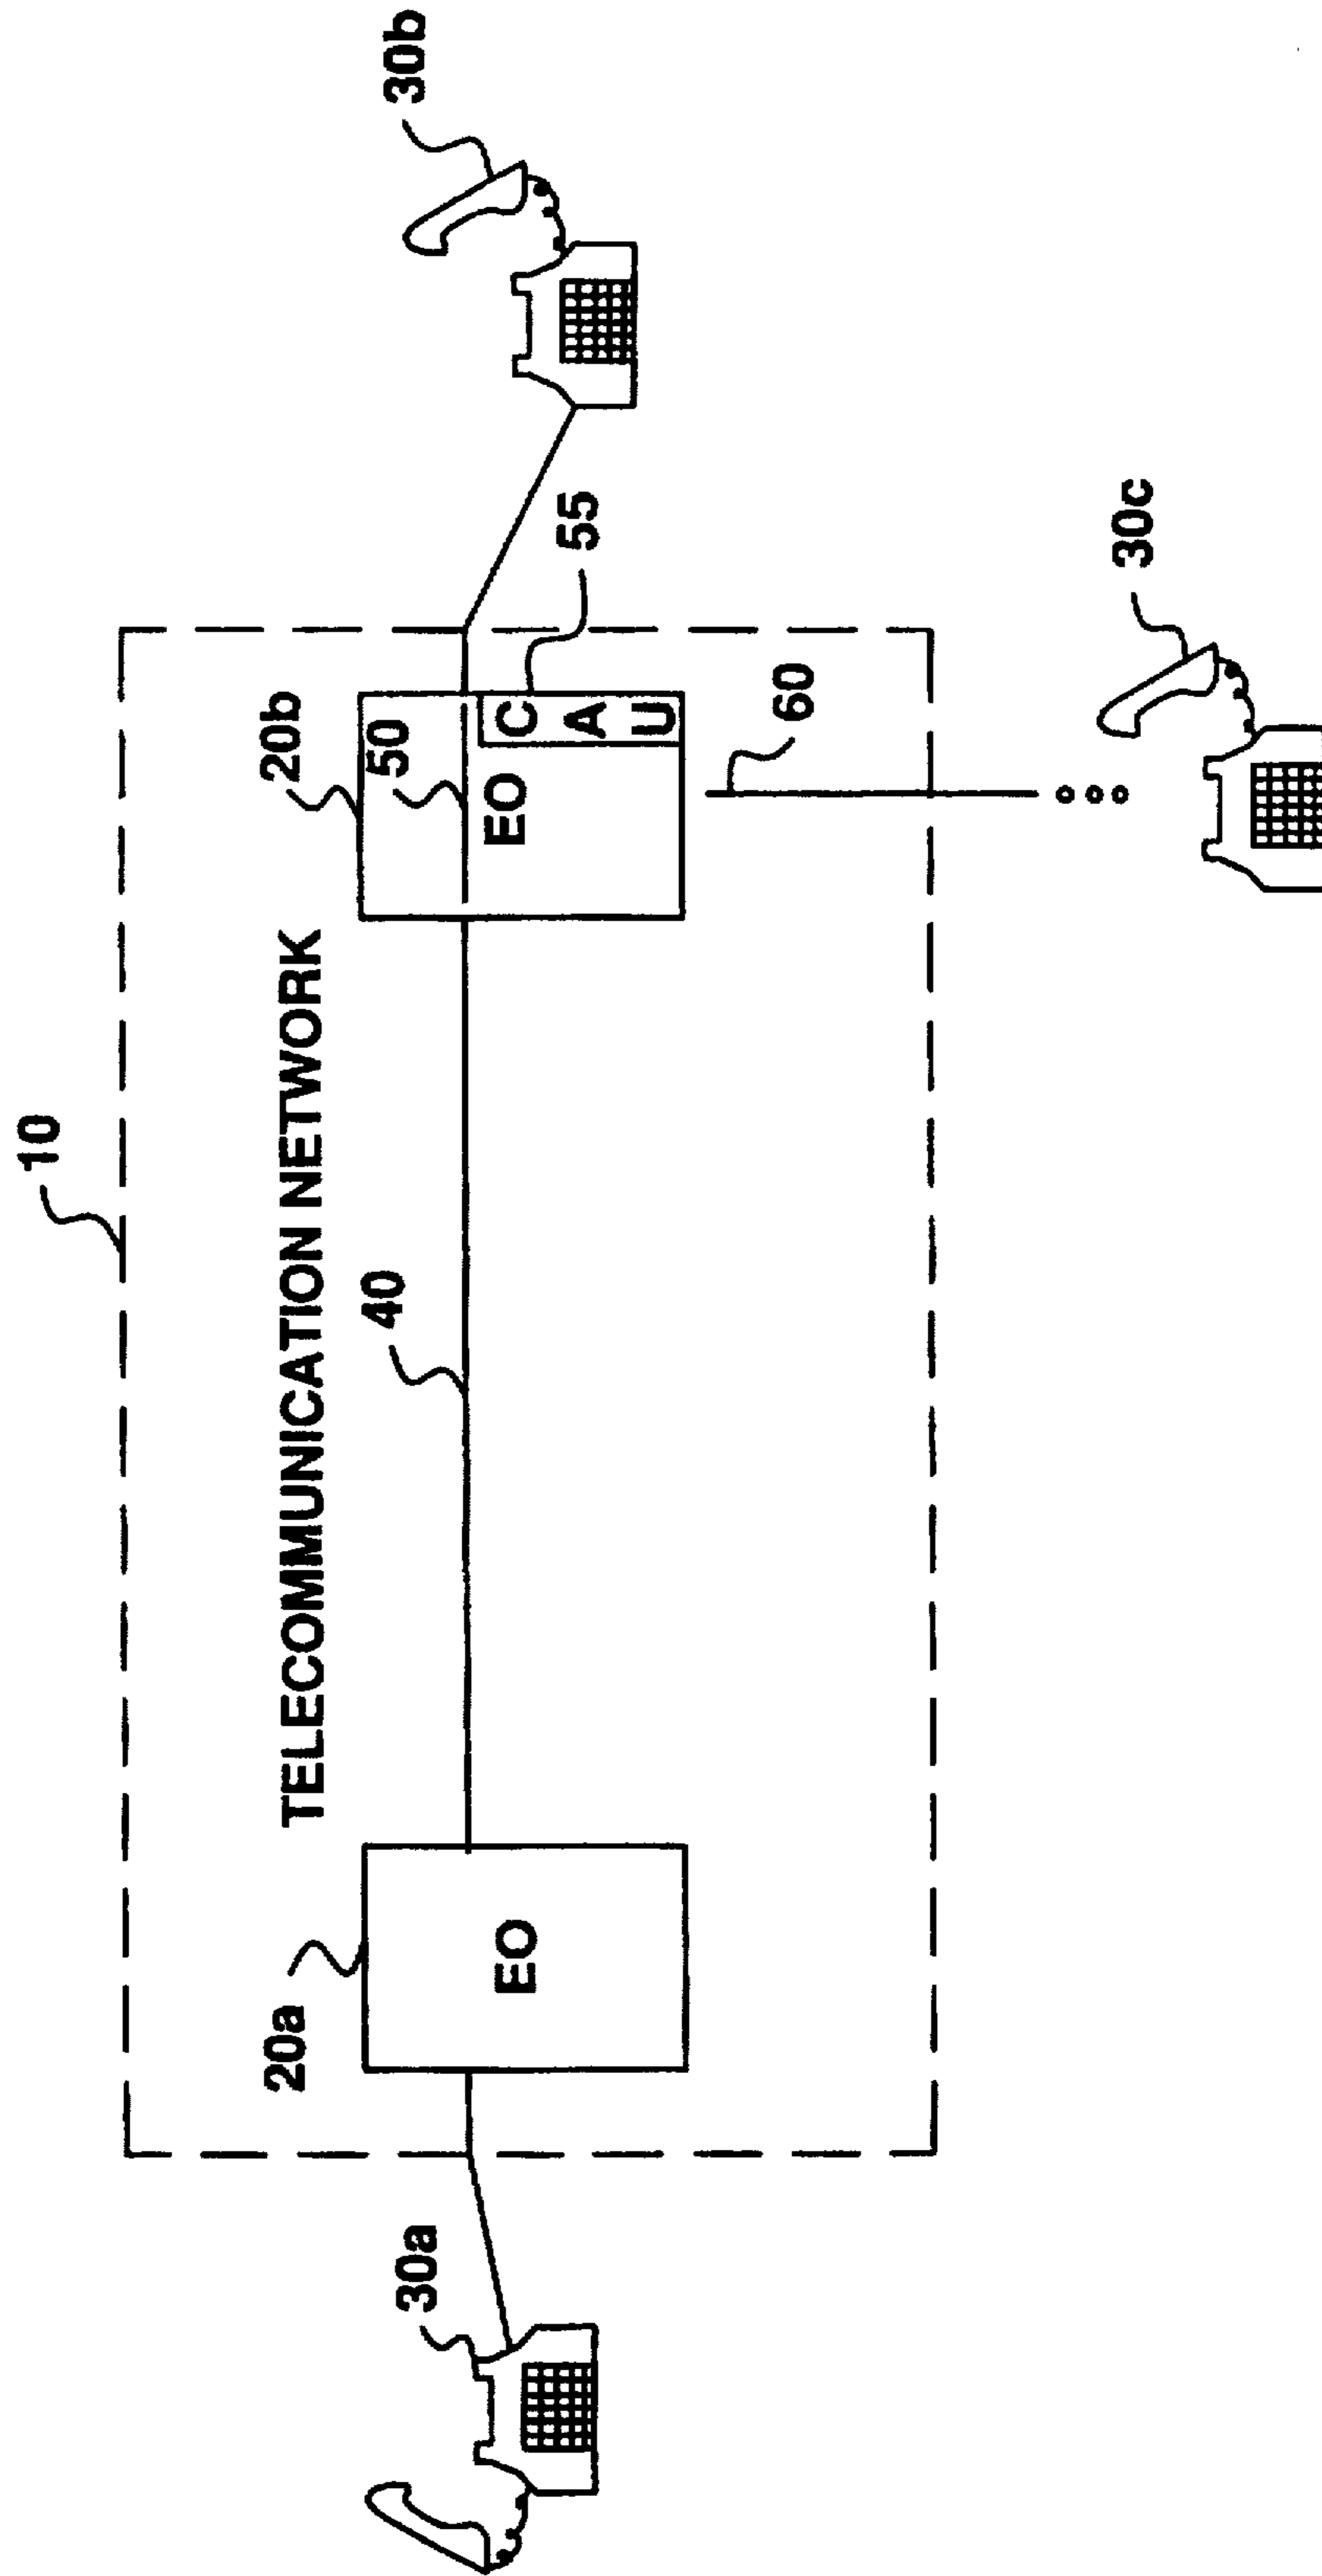 10
TELECOMMUNICATION NETWORK
20a
20b
30a
40
50
30b
EO
EO
C
A
U
55
60
30c